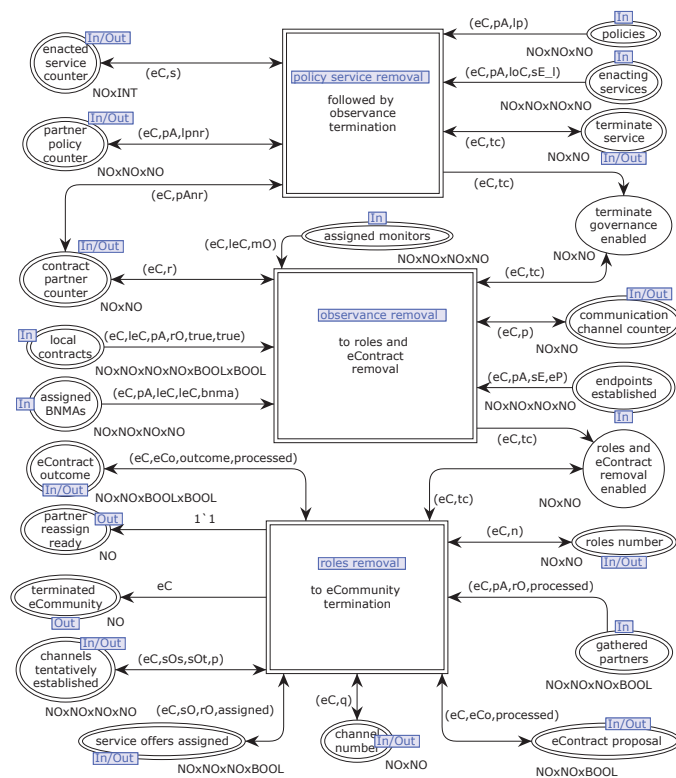 In/Out
enacted
service
counter
(eC,s)
NOxINT
In/Out
partner
policy
counter
(eC,pA,lpnr)
NOxNOxNO
(eC,pAnr)
policy service removal
followed by
observance
termination
(eC,pA,lp)
In
policies
NOxNOxNO
In
(eC,pA,loC,sE_l)
enacting
services
NOxNOxNOxNO
(eC,tc)
terminate
service
NOxNO
In/Out
(eC,tc)
terminate
governance
enabled
NOxNO
In
assigned monitors
(eC,leC,mO)
NOxNOxNOxNO
In/Out
contract
partner
counter
(eC,r)
NOxNO
(eC,tc)
In
local
contracts
(eC,leC,pA,rO,true,true)
NOxNOxNOxNOxBOOLxBOOL
In
assigned
BNMAs
(eC,pA,leC,leC,bnma)
NOxNOxNOxNO
observance removal
to roles and
eContract
removal
In/Out
communication
channel counter
(eC,p)
NOxNO
(eC,pA,sE,eP)
endpoints
established
NOxNOxNOxNO
In
(eC,tc)
roles and
eContract
removal
enabled
NOxNO
(eC,tc)
eContract
outcome
In/Out
(eC,eCo,outcome,processed)
NOxNOxBOOLxBOOL
Out
partner
reassign
ready
1`1
NO
terminated
eCommunity
eC
Out
NO
In/Out
channels
tentatively
established
(eC,sOs,sOt,p)
NOxNOxNOxNO
roles removal
to eCommunity
termination
(eC,n)
roles number
NOxNO
In/Out
(eC,pA,rO,processed)
In
gathered
partners
NOxNOxNOxBOOL
(eC,sO,rO,assigned)
service offers assigned
In/Out
NOxNOxNOxBOOL
(eC,q)
channel
number
In/Out
NOxNO
(eC,eCo,processed)
In/Out
eContract proposal
NOxNOxBOOL